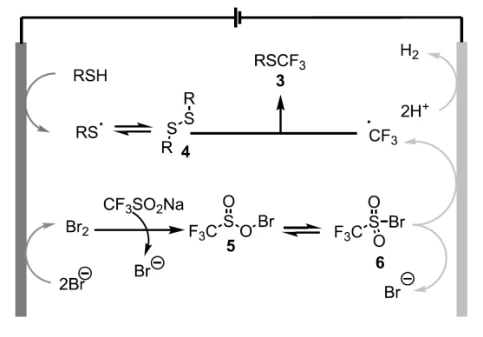 H₂
RSH
RSCF₃
3
2H⁺
R
RS˙
S
S
R
4
˙CF₃
CF₃SO₂Na
O
O
Br₂
F₃C
S
O
Br
F₃C
S
Br
5
O
6
2Br⊖
Br⊖
Br⊖